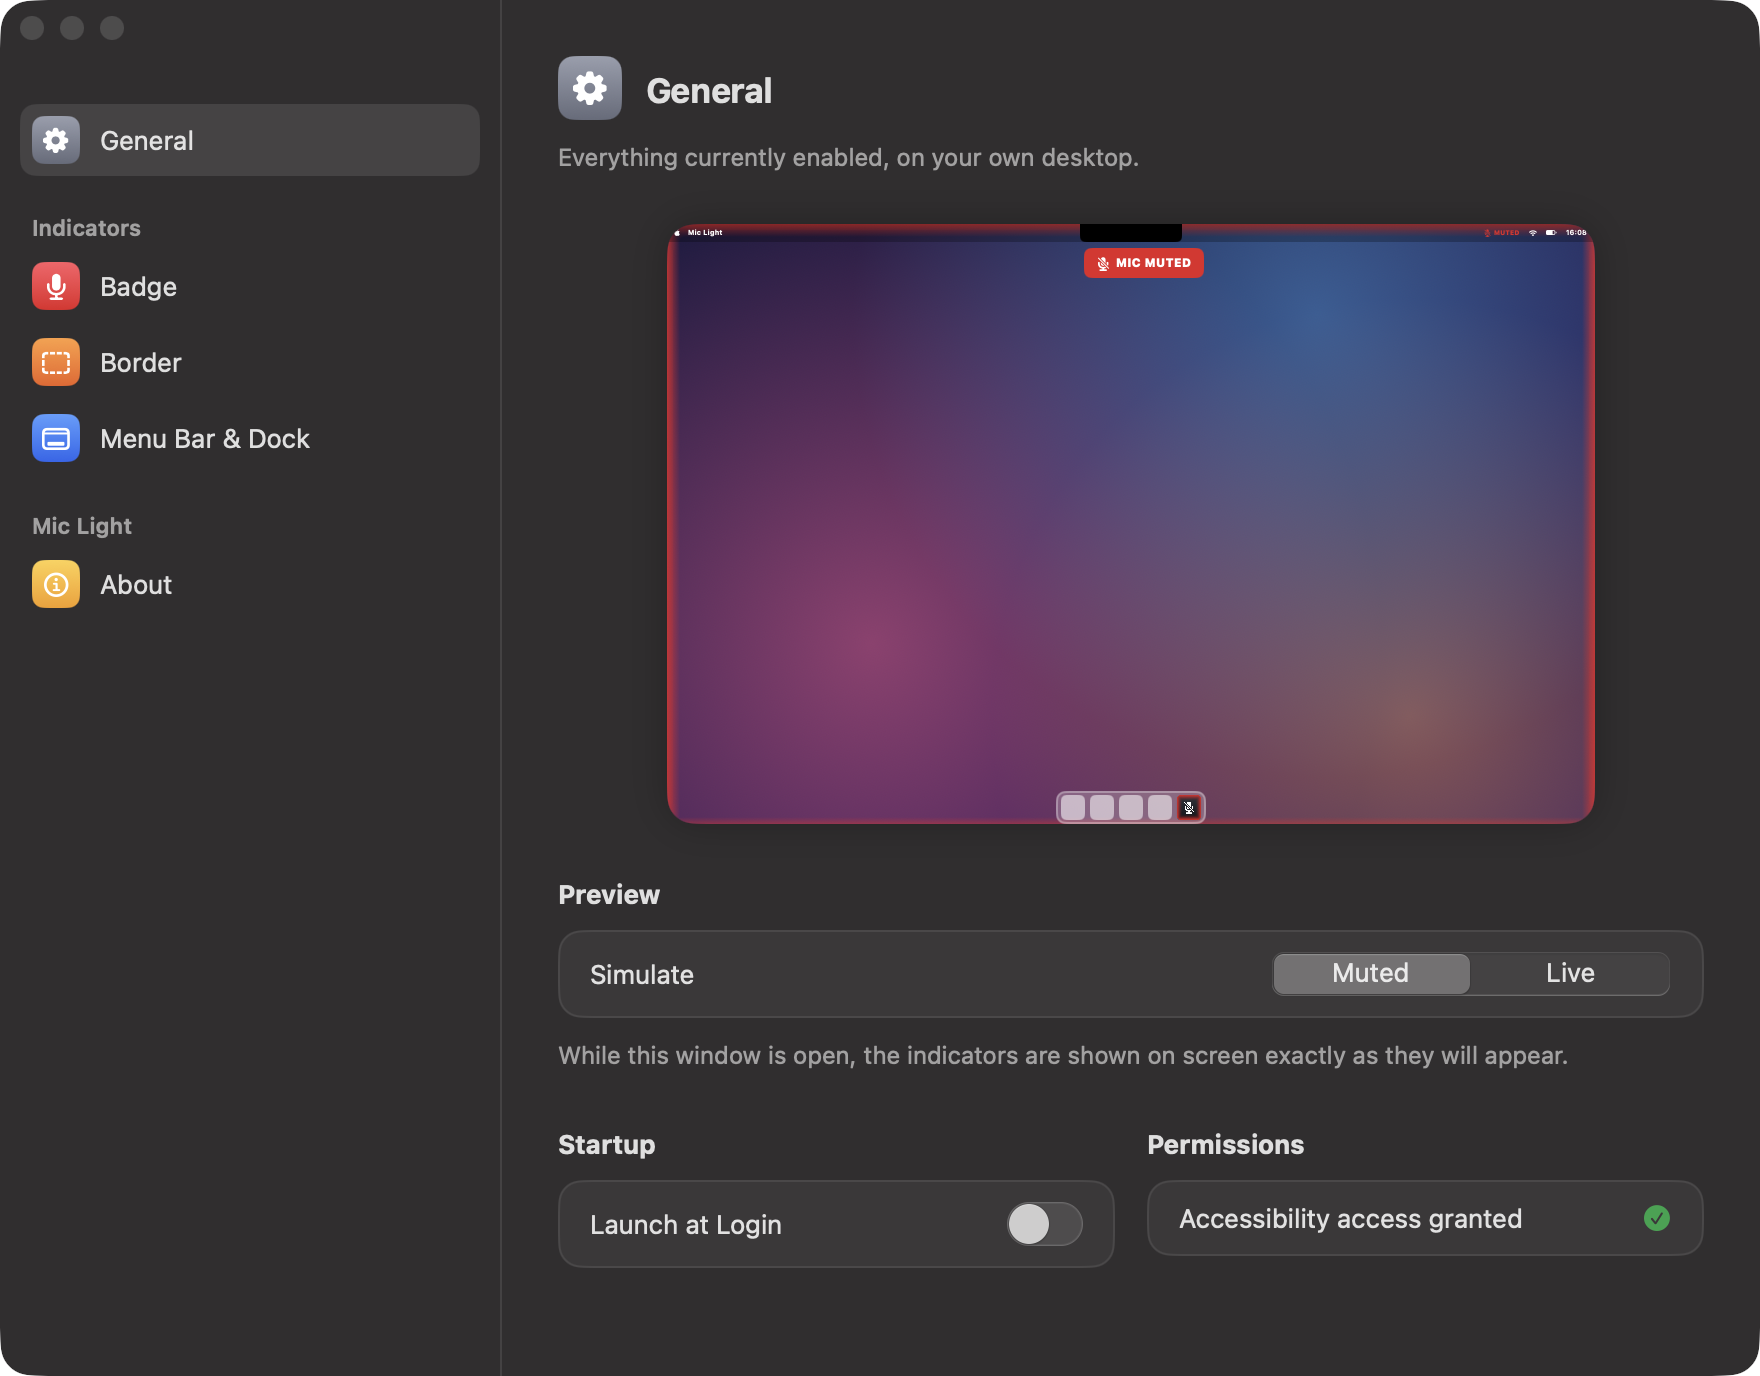 General
Indicators
Badge
Border
Menu Bar & Dock
Mic Light
About
General
Everything currently enabled, on your own desktop.
Mic Light
MUTED
16:08
MIC MUTED
Preview
Simulate
Muted
Live
While this window is open, the indicators are shown on screen exactly as they will appear.
Startup
Launch at Login
Permissions
Accessibility access granted